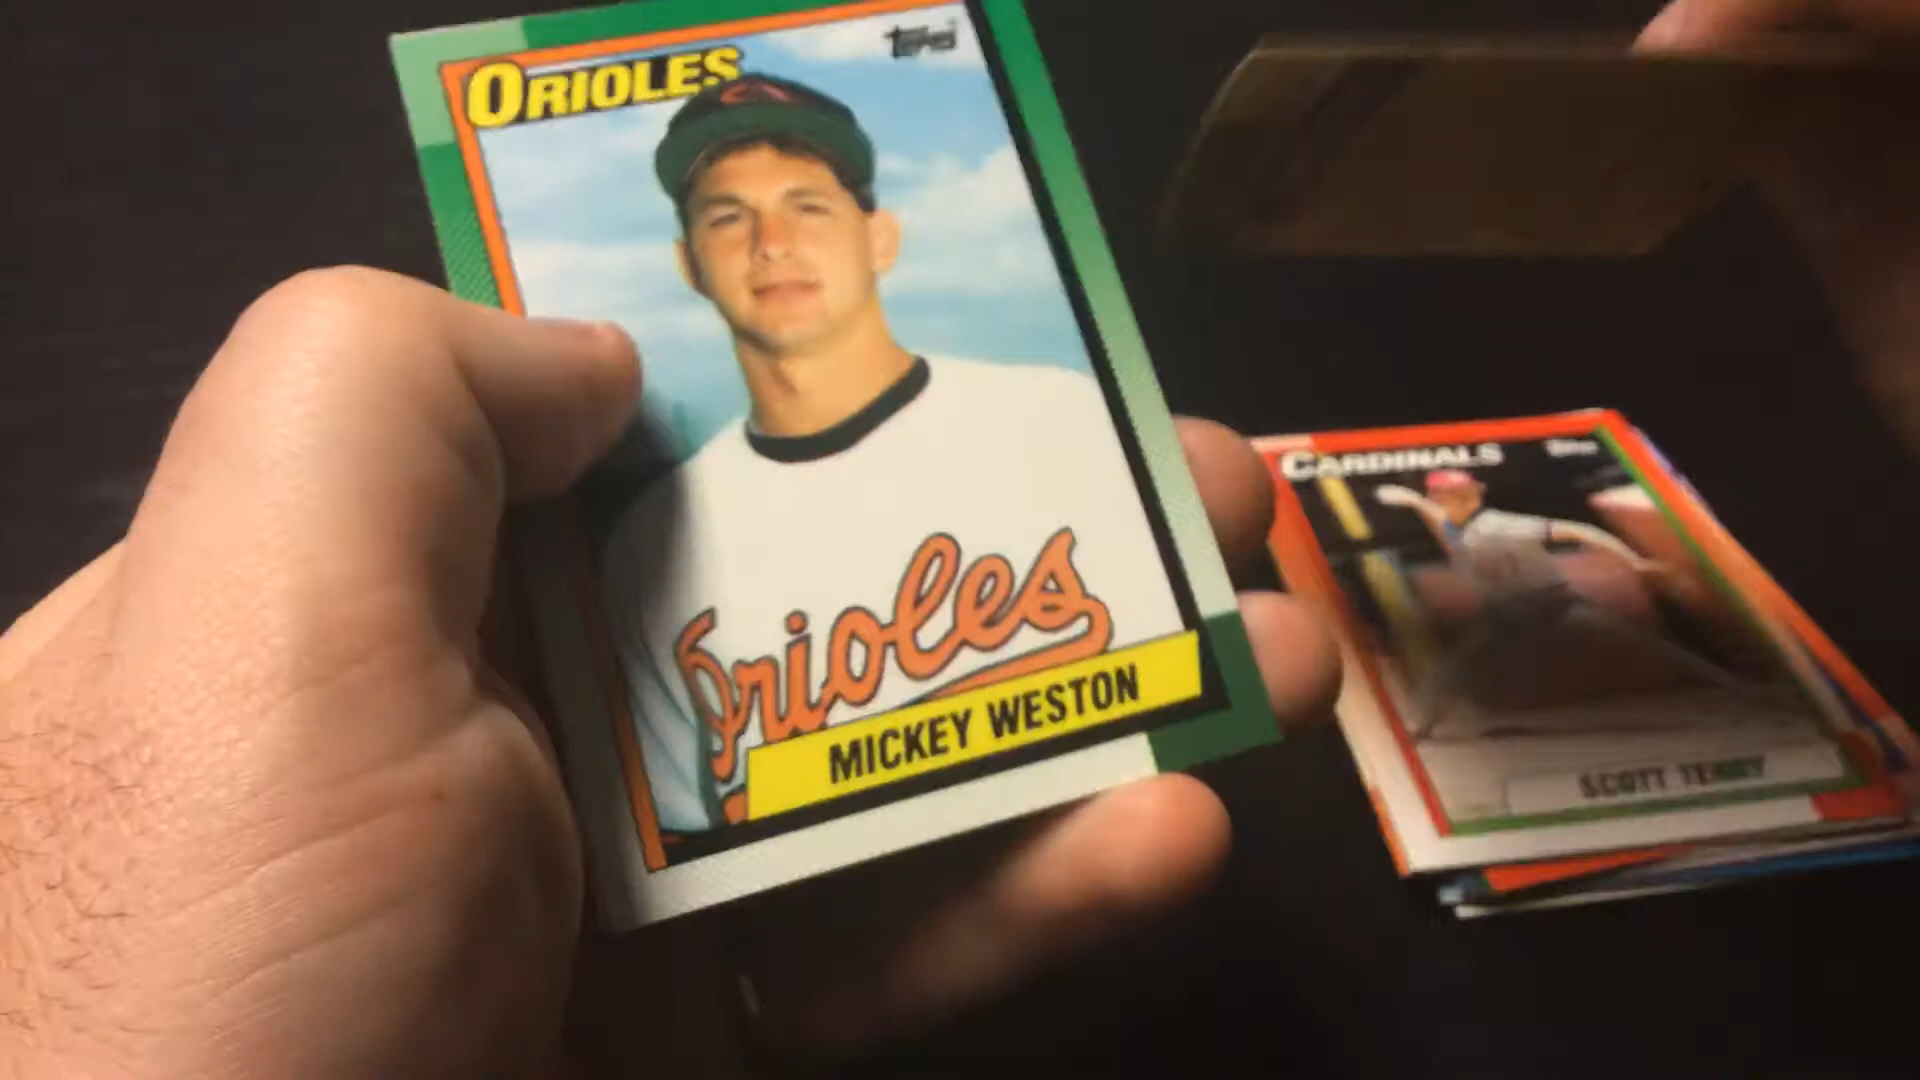 ORIOLES
TOPPS
Orioles
MICKEY WESTON
CARDINALS
SCOTT TERRY